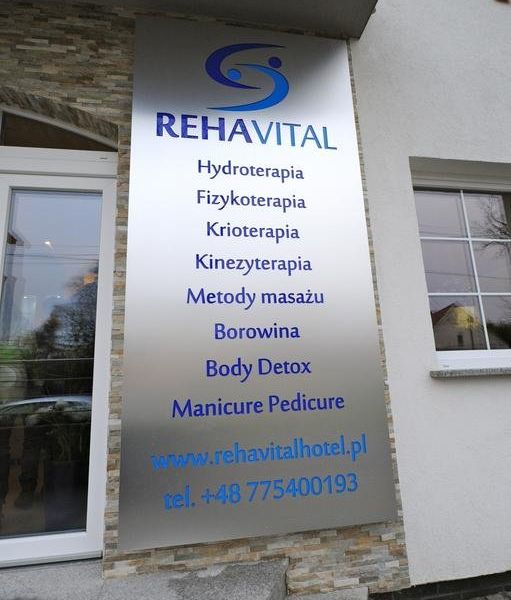 REHAVITAL
Hydroterapia
Fizykoterapia
Krioterapia
Kinezyterapia
Metody masażu
Borowina
Body Detox
Manicure Pedicure
www.rehavitalhotel.pl
tel. +48 775400193